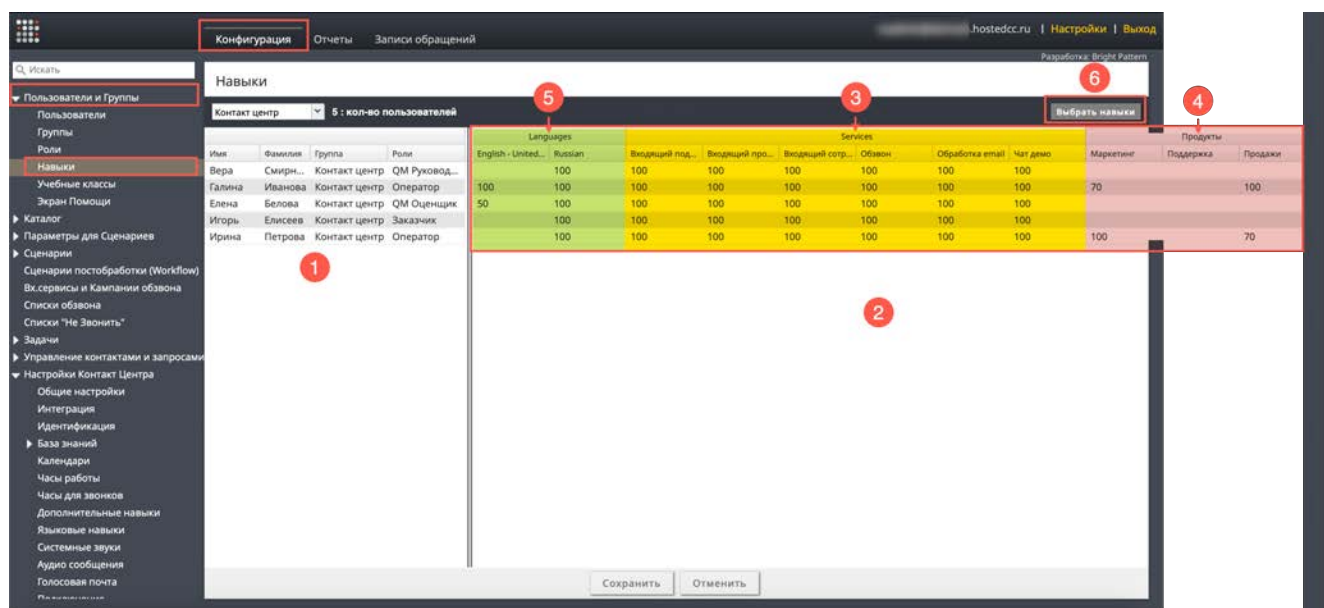 Конфигурация Отчеты Записи обращений .hostedcc.ru | Настройки | Выход
Разработка: Bright Pattern
Искать
Пользователи и Группы
Пользователи
Группы
Роли
Навыки
Учебные классы
Экран Помощи
Каталог
Параметры для Сценариев
Сценарии
Сценарии постобработки (Workflow)
Вх.сервисы и Кампании обзвона
Списки обзвона
Списки "Не Звонить"
Задачи
Управление контактами и запросами
Настройки Контакт Центра
Общие настройки
Интеграция
Идентификация
База знаний
Календари
Часы работы
Часы для звонков
Дополнительные навыки
Языковые навыки
Системные звуки
Аудио сообщения
Голосовая почта
Навыки
Контакт центр 5 : кол-во пользователей Выбрать навыки
5 3 6 4
Languages Services Продукты
Имя Фамилия Группа Роли English - United... Russian Входящий под... Входящий про... Входящий сотр... Обзвон Обработка email Чат демо Маркетинг Поддержка Продажи
Вера Смирн... Контакт центр QM Руковод... 100 100 100 100 100 100 100
Галина Иванова Контакт центр Оператор 100 100 100 100 100 100 100 100 70 100
Елена Белова Контакт центр QM Оценщик 50 100 100 100 100 100 100 100
Игорь Елисеев Контакт центр Заказчик 100 100 100 100 100 100 100
Ирина Петрова Контакт центр Оператор 100 100 100 100 100 100 100 100 70
1
2
Сохранить Отменить